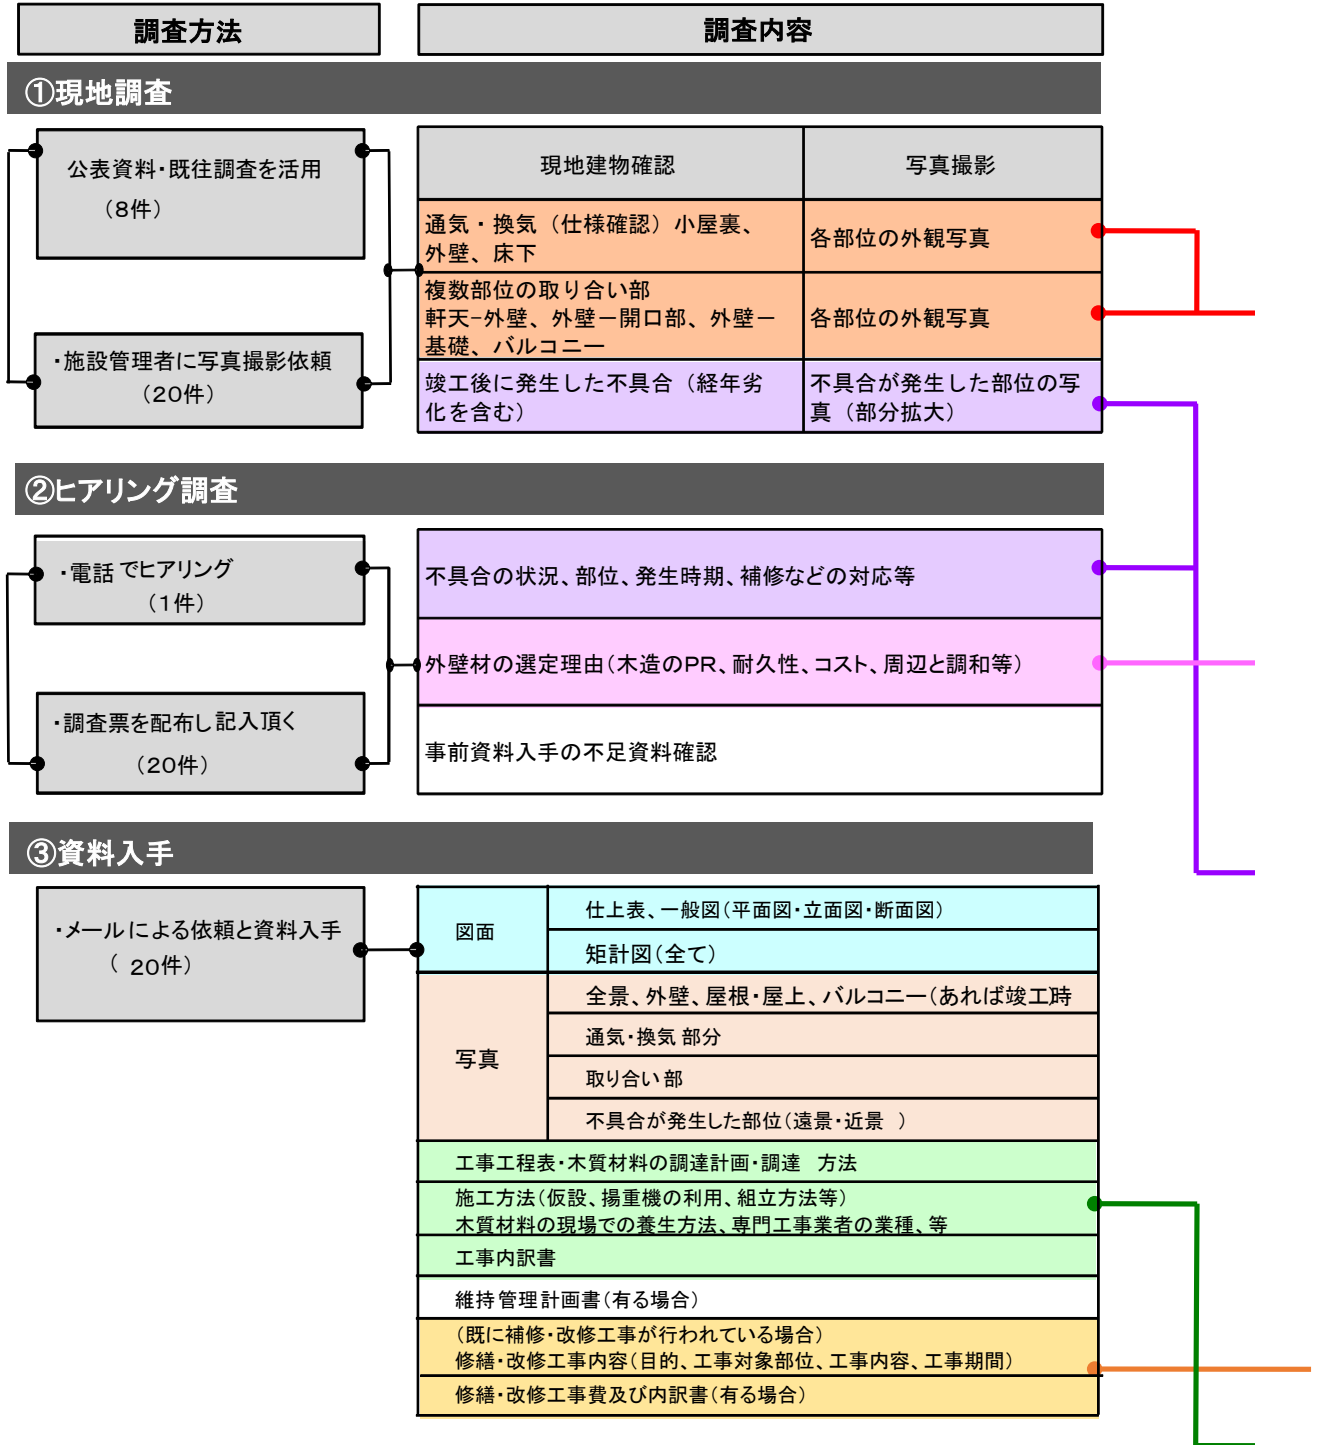 調査方法
調査内容
①現地調査
公表資料・既往調査を活用
（8件）
・施設管理者に写真撮影依頼
（20件）
現地建物確認
写真撮影
通気・換気（仕様確認）小屋裏、
外壁、床下
各部位の外観写真
複数部位の取り合い部
軒天−外壁、外壁－開口部、外壁－
基礎、バルコニー
各部位の外観写真
竣工後に発生した不具合（経年劣
化を含む）
不具合が発生した部位の写
真（部分拡大）
②ヒアリング調査
・電話でヒアリング
（1件）
・調査票を配布し記入頂く
（20件）
不具合の状況、部位、発生時期、補修などの対応等
外壁材の選定理由（木造のPR、耐久性、コスト、周辺と調和等）
事前資料入手の不足資料確認
③資料入手
・メールによる依頼と資料入手
（ 20件）
図面
仕上表、一般図（平面図・立面図・断面図）
矩計図（全て）
写真
全景、外壁、屋根・屋上、バルコニー（あれば竣工時
通気・換気 部分
取り合い部
不具合が発生した部位（遠景・近景 ）
工事工程表・木質材料の調達計画・調達 方法
施工方法（仮設、揚重機の利用、組立方法等）
木質材料の現場での養生方法、専門工事業者の業種、等
工事内訳書
維持管理計画書（有る場合）
（既に補修・改修工事が行われている場合）
修繕・改修工事内容（目的、工事対象部位、工事内容、工事期間）
修繕・改修工事費及び内訳書（有る場合）